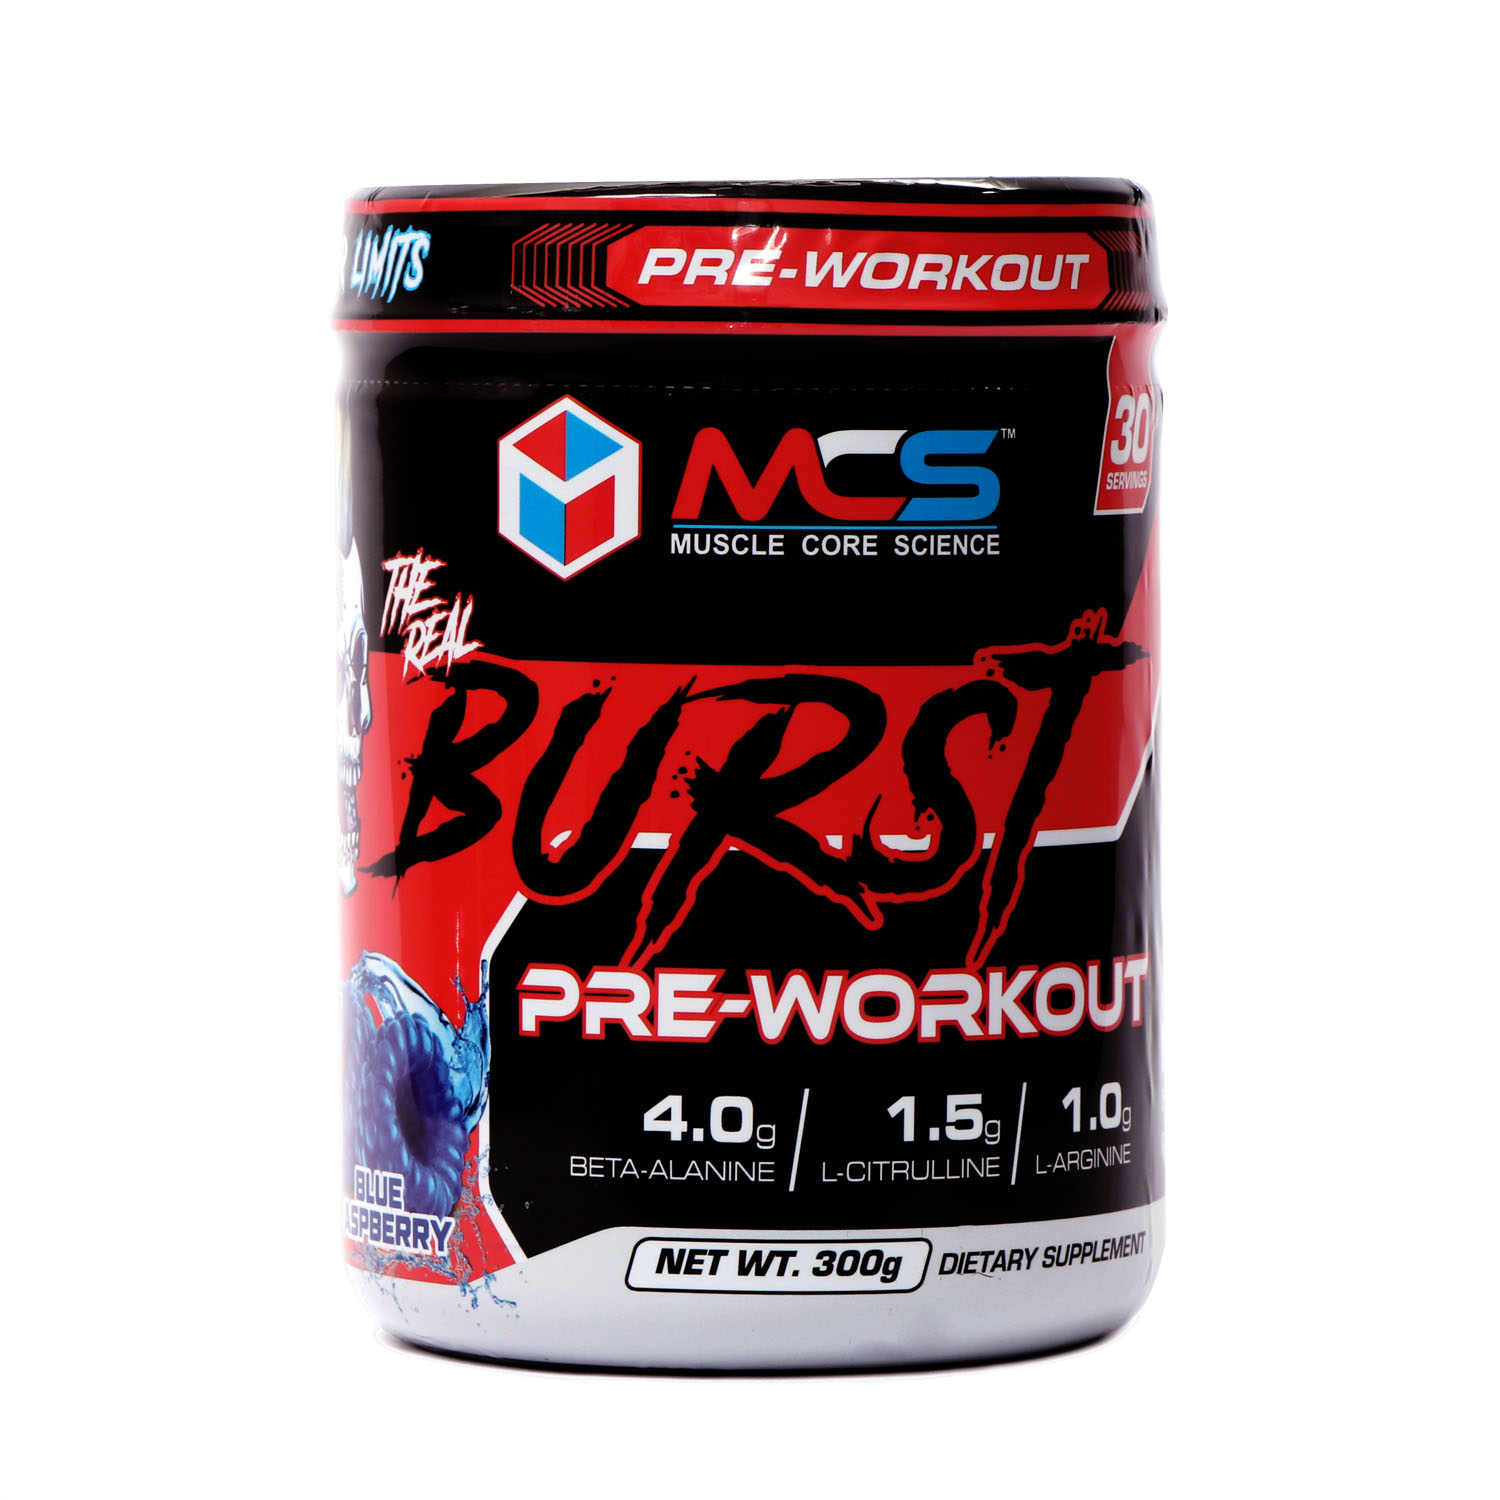 LIMITS
PRE-WORKOUT
30
SERVINGS
MCS™
MUSCLE CORE SCIENCE
THE
REAL
BURST
PRE-WORKOUT
4.0g
BETA-ALANINE
1.5g
L-CITRULLINE
1.0g
L-ARGININE
BLUE
ASPBERRY
NET WT. 300g DIETARY SUPPLEMENT